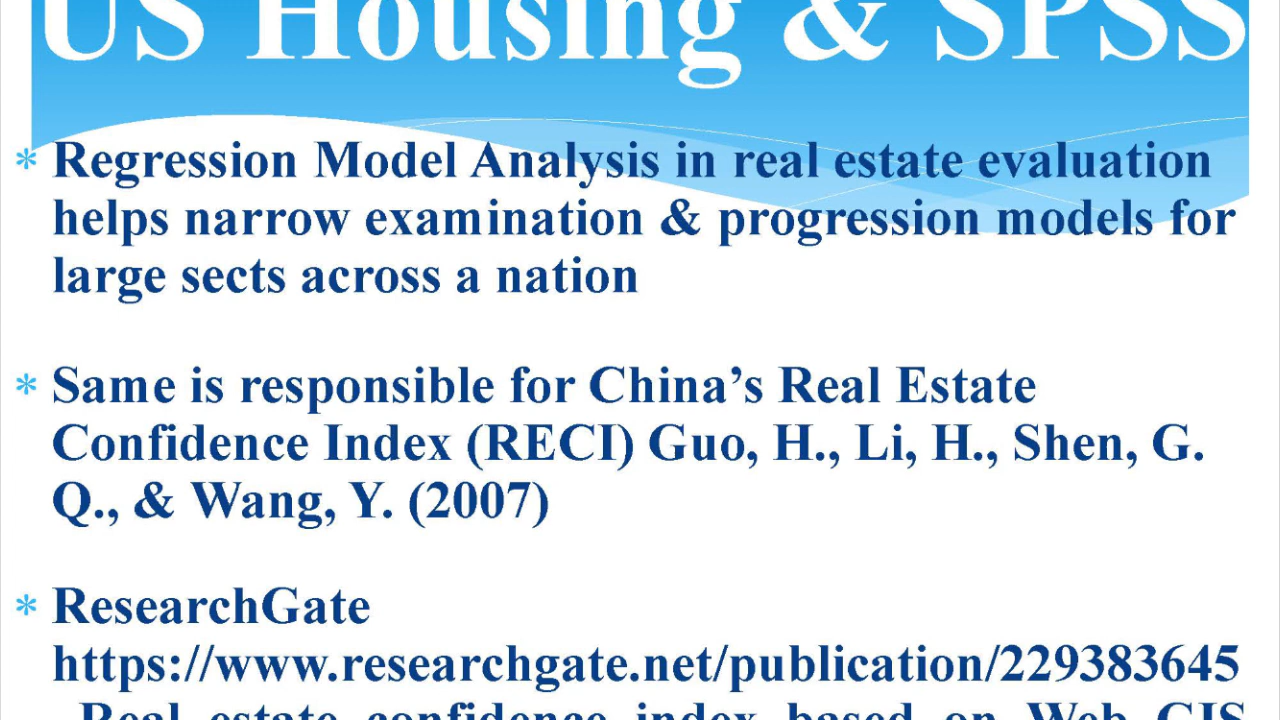 US Housing & SPSS
* Regression Model Analysis in real estate evaluation
helps narrow examination & progression models for
large sects across a nation
* Same is responsible for China’s Real Estate
Confidence Index (RECI) Guo, H., Li, H., Shen, G.
Q., & Wang, Y. (2007)
* ResearchGate
https://www.researchgate.net/publication/229383645
_Real_estate_confidence_index_based_on_Web_GIS